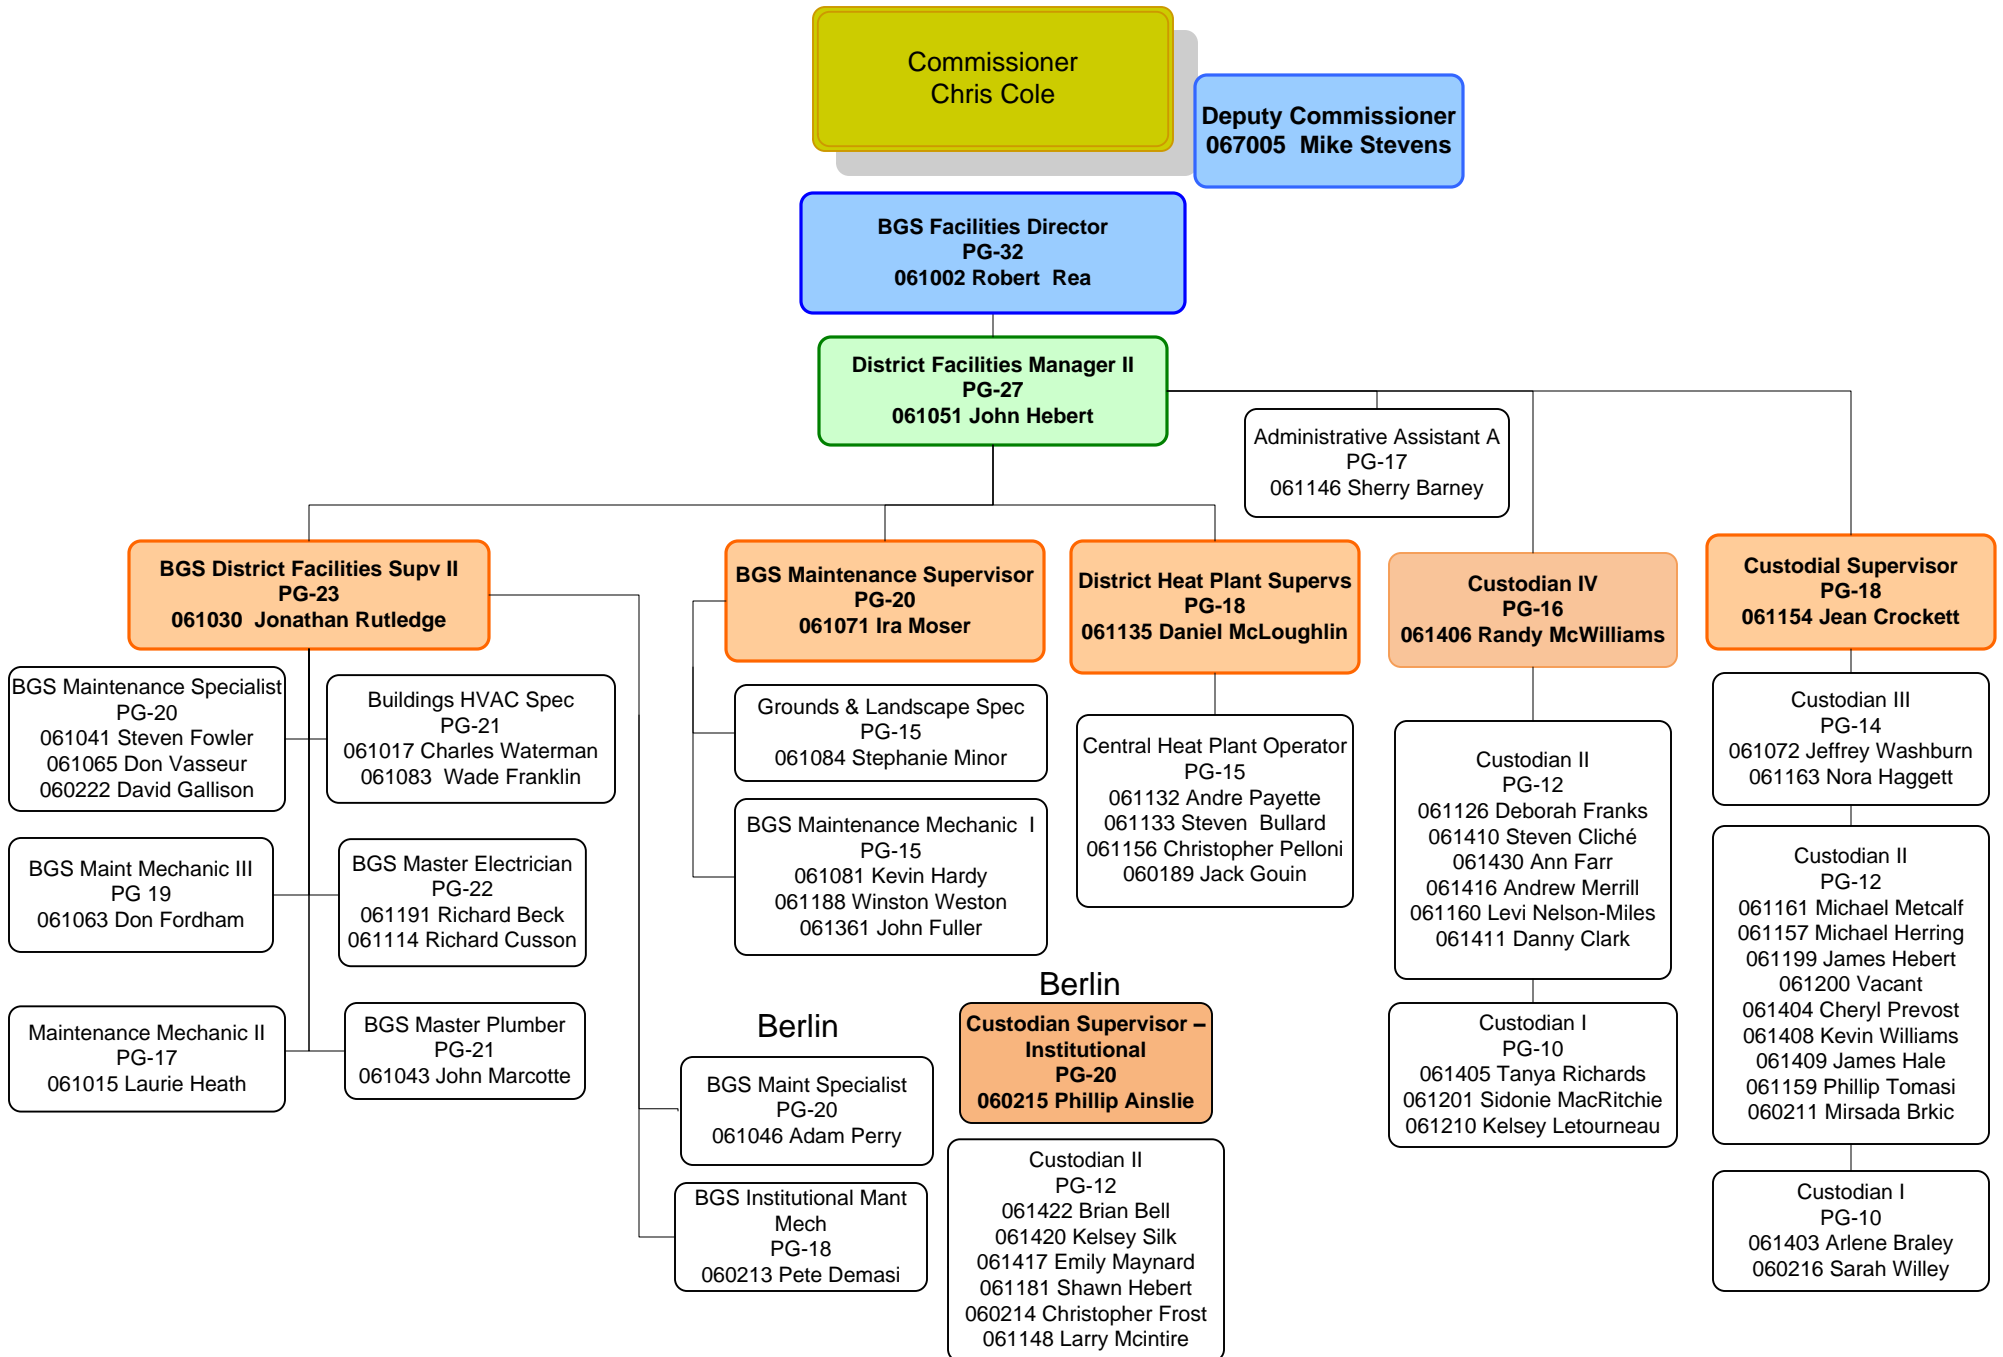 Commissioner
Chris Cole
Deputy Commissioner
067005  Mike Stevens
BGS Facilities Director
PG-32
061002 Robert  Rea
District Facilities Manager II
PG-27
061051 John Hebert
Administrative Assistant A
PG-17
061146 Sherry Barney
BGS District Facilities Supv II
PG-23
061030  Jonathan Rutledge
BGS Maintenance Supervisor
PG-20
061071 Ira Moser
District Heat Plant Supervs
PG-18
061135 Daniel McLoughlin
Custodian IV
PG-16
061406 Randy McWilliams
Custodial Supervisor
PG-18
061154 Jean Crockett
BGS Maintenance Specialist
PG-20
061041 Steven Fowler
061065 Don Vasseur
060222 David Gallison
Buildings HVAC Spec
PG-21
061017 Charles Waterman
061083  Wade Franklin
BGS Maint Mechanic III
PG 19
061063 Don Fordham
BGS Master Electrician
PG-22
061191 Richard Beck
061114 Richard Cusson
Maintenance Mechanic II
PG-17
061015 Laurie Heath
BGS Master Plumber
PG-21
061043 John Marcotte
Grounds & Landscape Spec
PG-15
061084 Stephanie Minor
BGS Maintenance Mechanic  I
PG-15
061081 Kevin Hardy
061188 Winston Weston
061361 John Fuller
Central Heat Plant Operator
PG-15
061132 Andre Payette
061133 Steven  Bullard
061156 Christopher Pelloni
060189 Jack Gouin
Custodian II
PG-12
061126 Deborah Franks
061410 Steven Cliché
061430 Ann Farr
061416 Andrew Merrill
061160 Levi Nelson-Miles
061411 Danny Clark
Custodian I
PG-10
061405 Tanya Richards
061201 Sidonie MacRitchie
061210 Kelsey Letourneau
Custodian III
PG-14
061072 Jeffrey Washburn
061163 Nora Haggett
Custodian II
PG-12
061161 Michael Metcalf
061157 Michael Herring
061199 James Hebert
061200 Vacant
061404 Cheryl Prevost
061408 Kevin Williams
061409 James Hale
061159 Phillip Tomasi
060211 Mirsada Brkic
Custodian I
PG-10
061403 Arlene Braley
060216 Sarah Willey
Berlin
BGS Maint Specialist
PG-20
061046 Adam Perry
BGS Institutional Mant
Mech
PG-18
060213 Pete Demasi
Berlin
Custodian Supervisor –
Institutional
PG-20
060215 Phillip Ainslie
Custodian II
PG-12
061422 Brian Bell
061420 Kelsey Silk
061417 Emily Maynard
061181 Shawn Hebert
060214 Christopher Frost
061148 Larry Mcintire